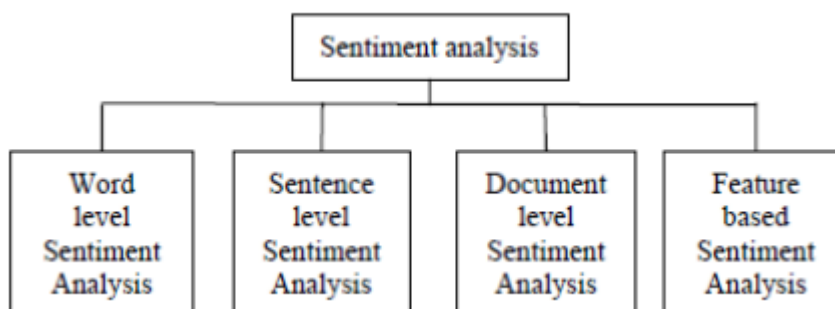 Sentiment analysis
Word
level
Sentiment
Analysis
Sentence
level
Sentiment
Analysis
Document
level
Sentiment
Analysis
Feature
based
Sentiment
Analysis